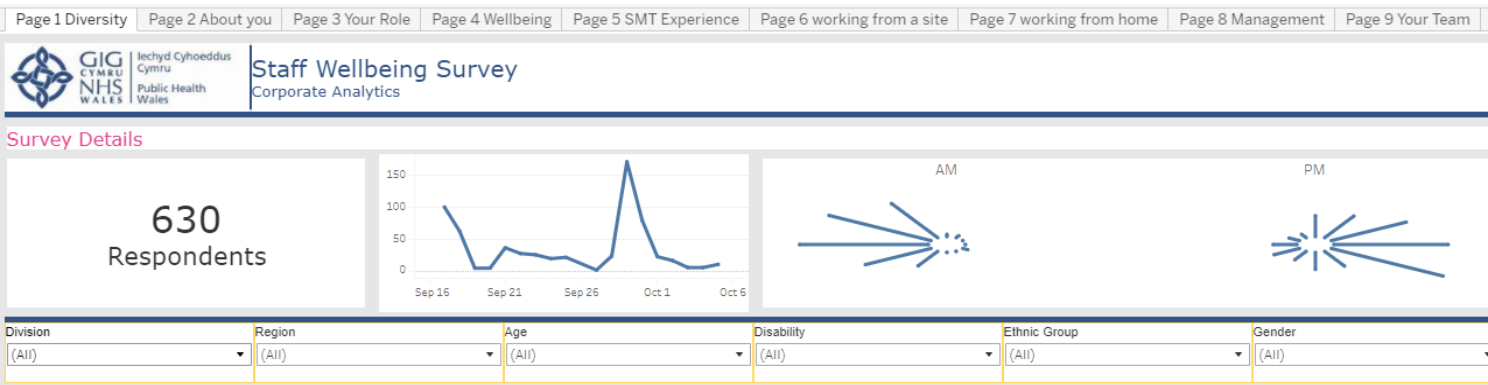 Page 1 Diversity Page 2 About you Page 3 Your Role Page 4 Wellbeing Page 5 SMT Experience Page 6 working from a site Page 7 working from home Page 8 Management Page 9 Your Team
GIG
CYMRU
NHS
WALES
Iechyd Cyhoeddus
Cymru
Public Health
Wales
Staff Wellbeing Survey
Corporate Analytics
Survey Details
630
Respondents
150
100
50
0
Sep 16 Sep 21 Sep 26 Oct 1 Oct 6
AM PM
Division Region Age Disability Ethnic Group Gender
(All) (All) (All) (All) (All) (All)